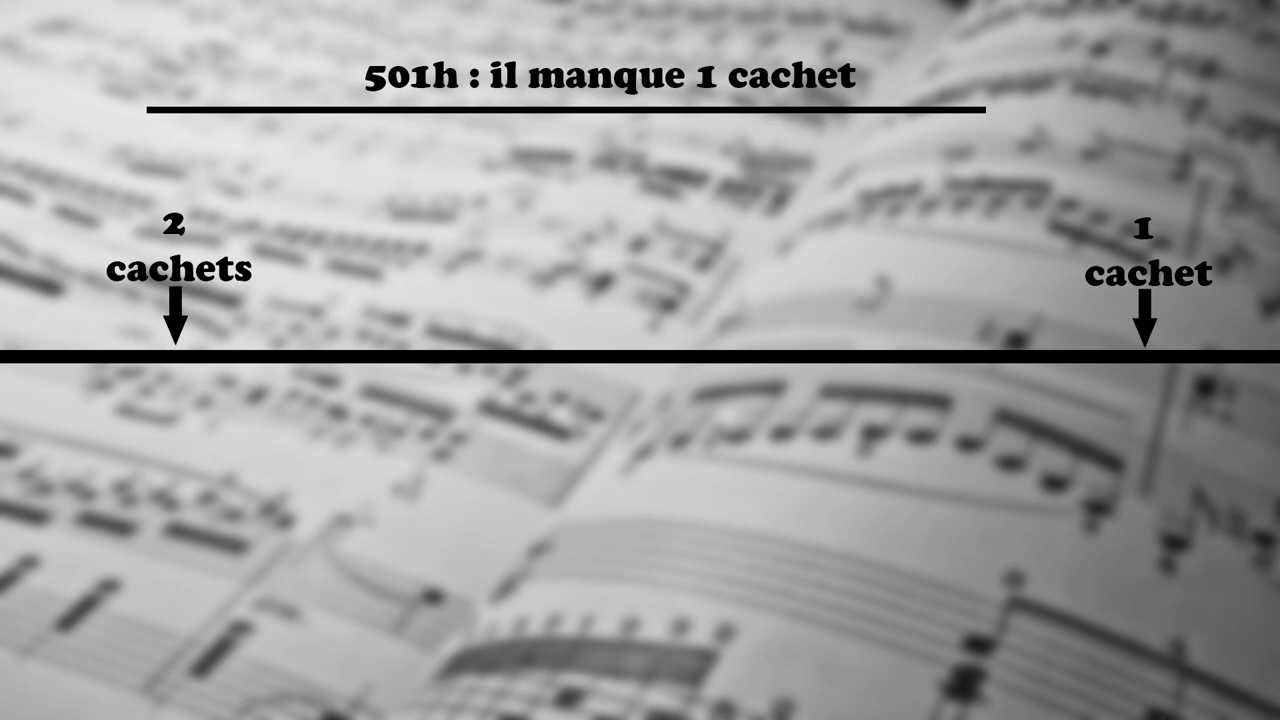 501h : il manque 1 cachet
2
cachets
1
cachet